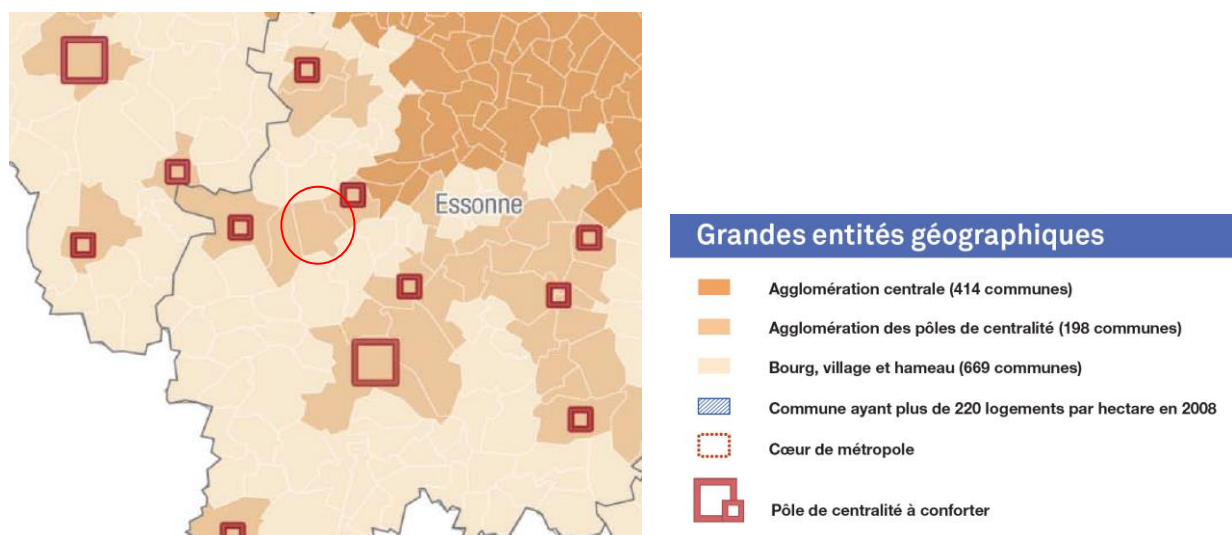 Essonne
Grandes entités géographiques
Agglomération centrale (414 communes)
Agglomération des pôles de centralité (198 communes)
Bourg, village et hameau (669 communes)
Commune ayant plus de 220 logements par hectare en 2008
Cœur de métropole
Pôle de centralité à conforter